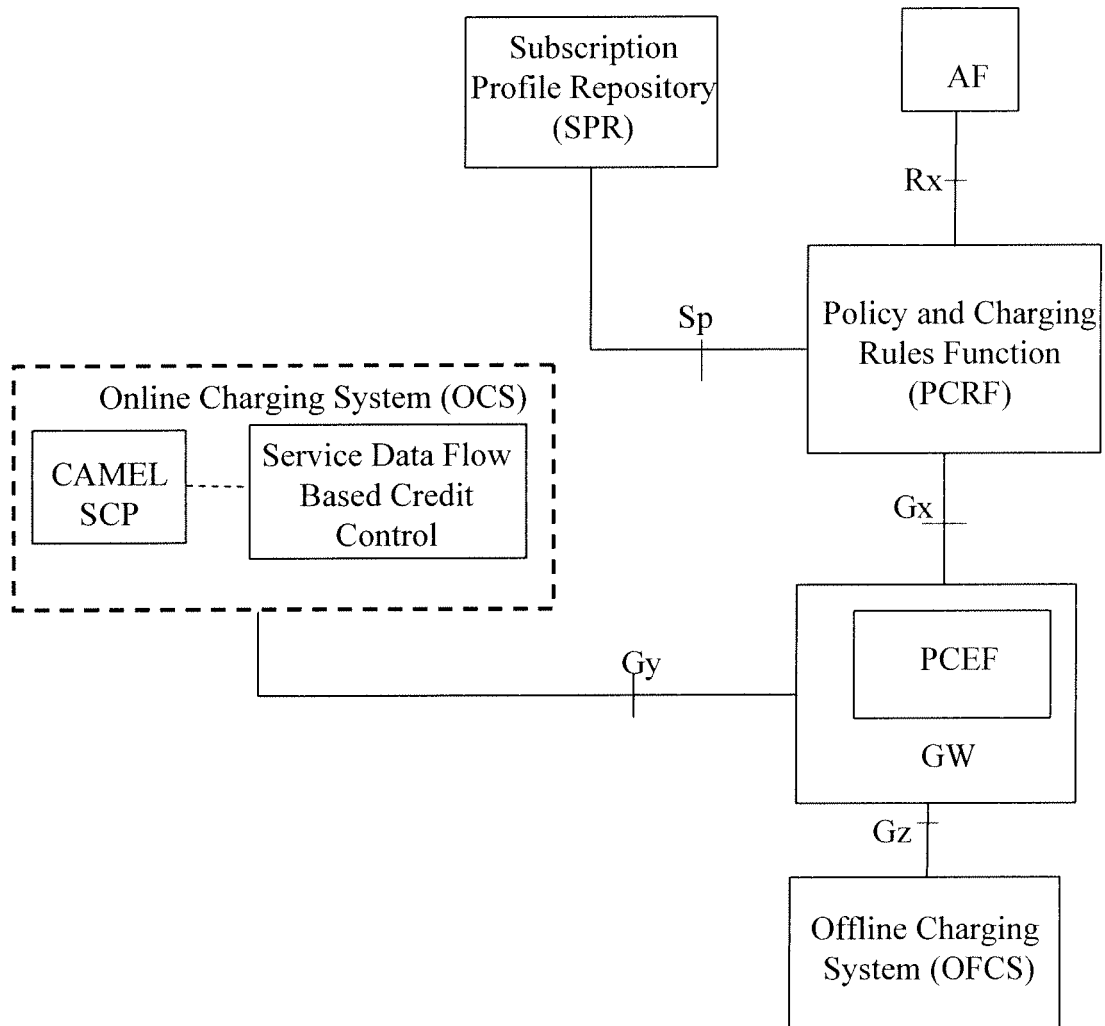 Subscription
Profile Repository
(SPR)
AF
Rx
Sp
Policy and Charging
Rules Function
(PCRF)
Online Charging System (OCS)
CAMEL
SCP
Service Data Flow
Based Credit
Control
Gx
Gy
PCEF
GW
Gz
Offline Charging
System (OFCS)